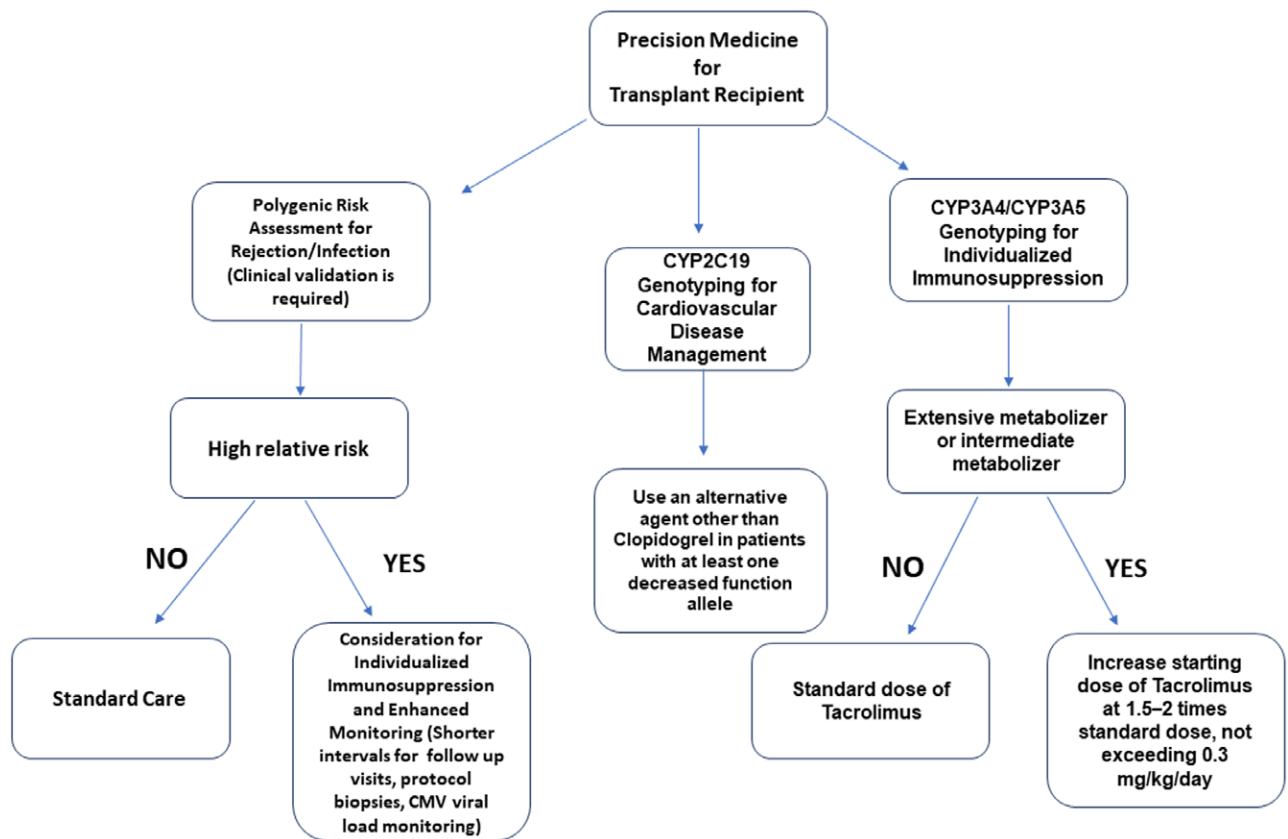 Precision Medicine
for
Transplant Recipient
Polygenic Risk
Assessment for
Rejection/Infection
(Clinical validation is
required)
CYP2C19
Genotyping for
Cardiovascular
Disease
Management
CYP3A4/CYP3A5
Genotyping for
Individualized
Immunosuppression
High relative risk
Use an alternative
agent other than
Clopidogrel in patients
with at least one
decreased function
allele
Extensive metabolizer
or intermediate
metabolizer
NO
YES
NO
YES
Standard Care
Consideration for
Individualized
Immunosuppression
and Enhanced
Monitoring (Shorter
intervals for follow up
visits, protocol
biopsies, CMV viral
load monitoring)
Standard dose of
Tacrolimus
Increase starting
dose of Tacrolimus
at 1.5–2 times
standard dose, not
exceeding 0.3
mg/kg/day